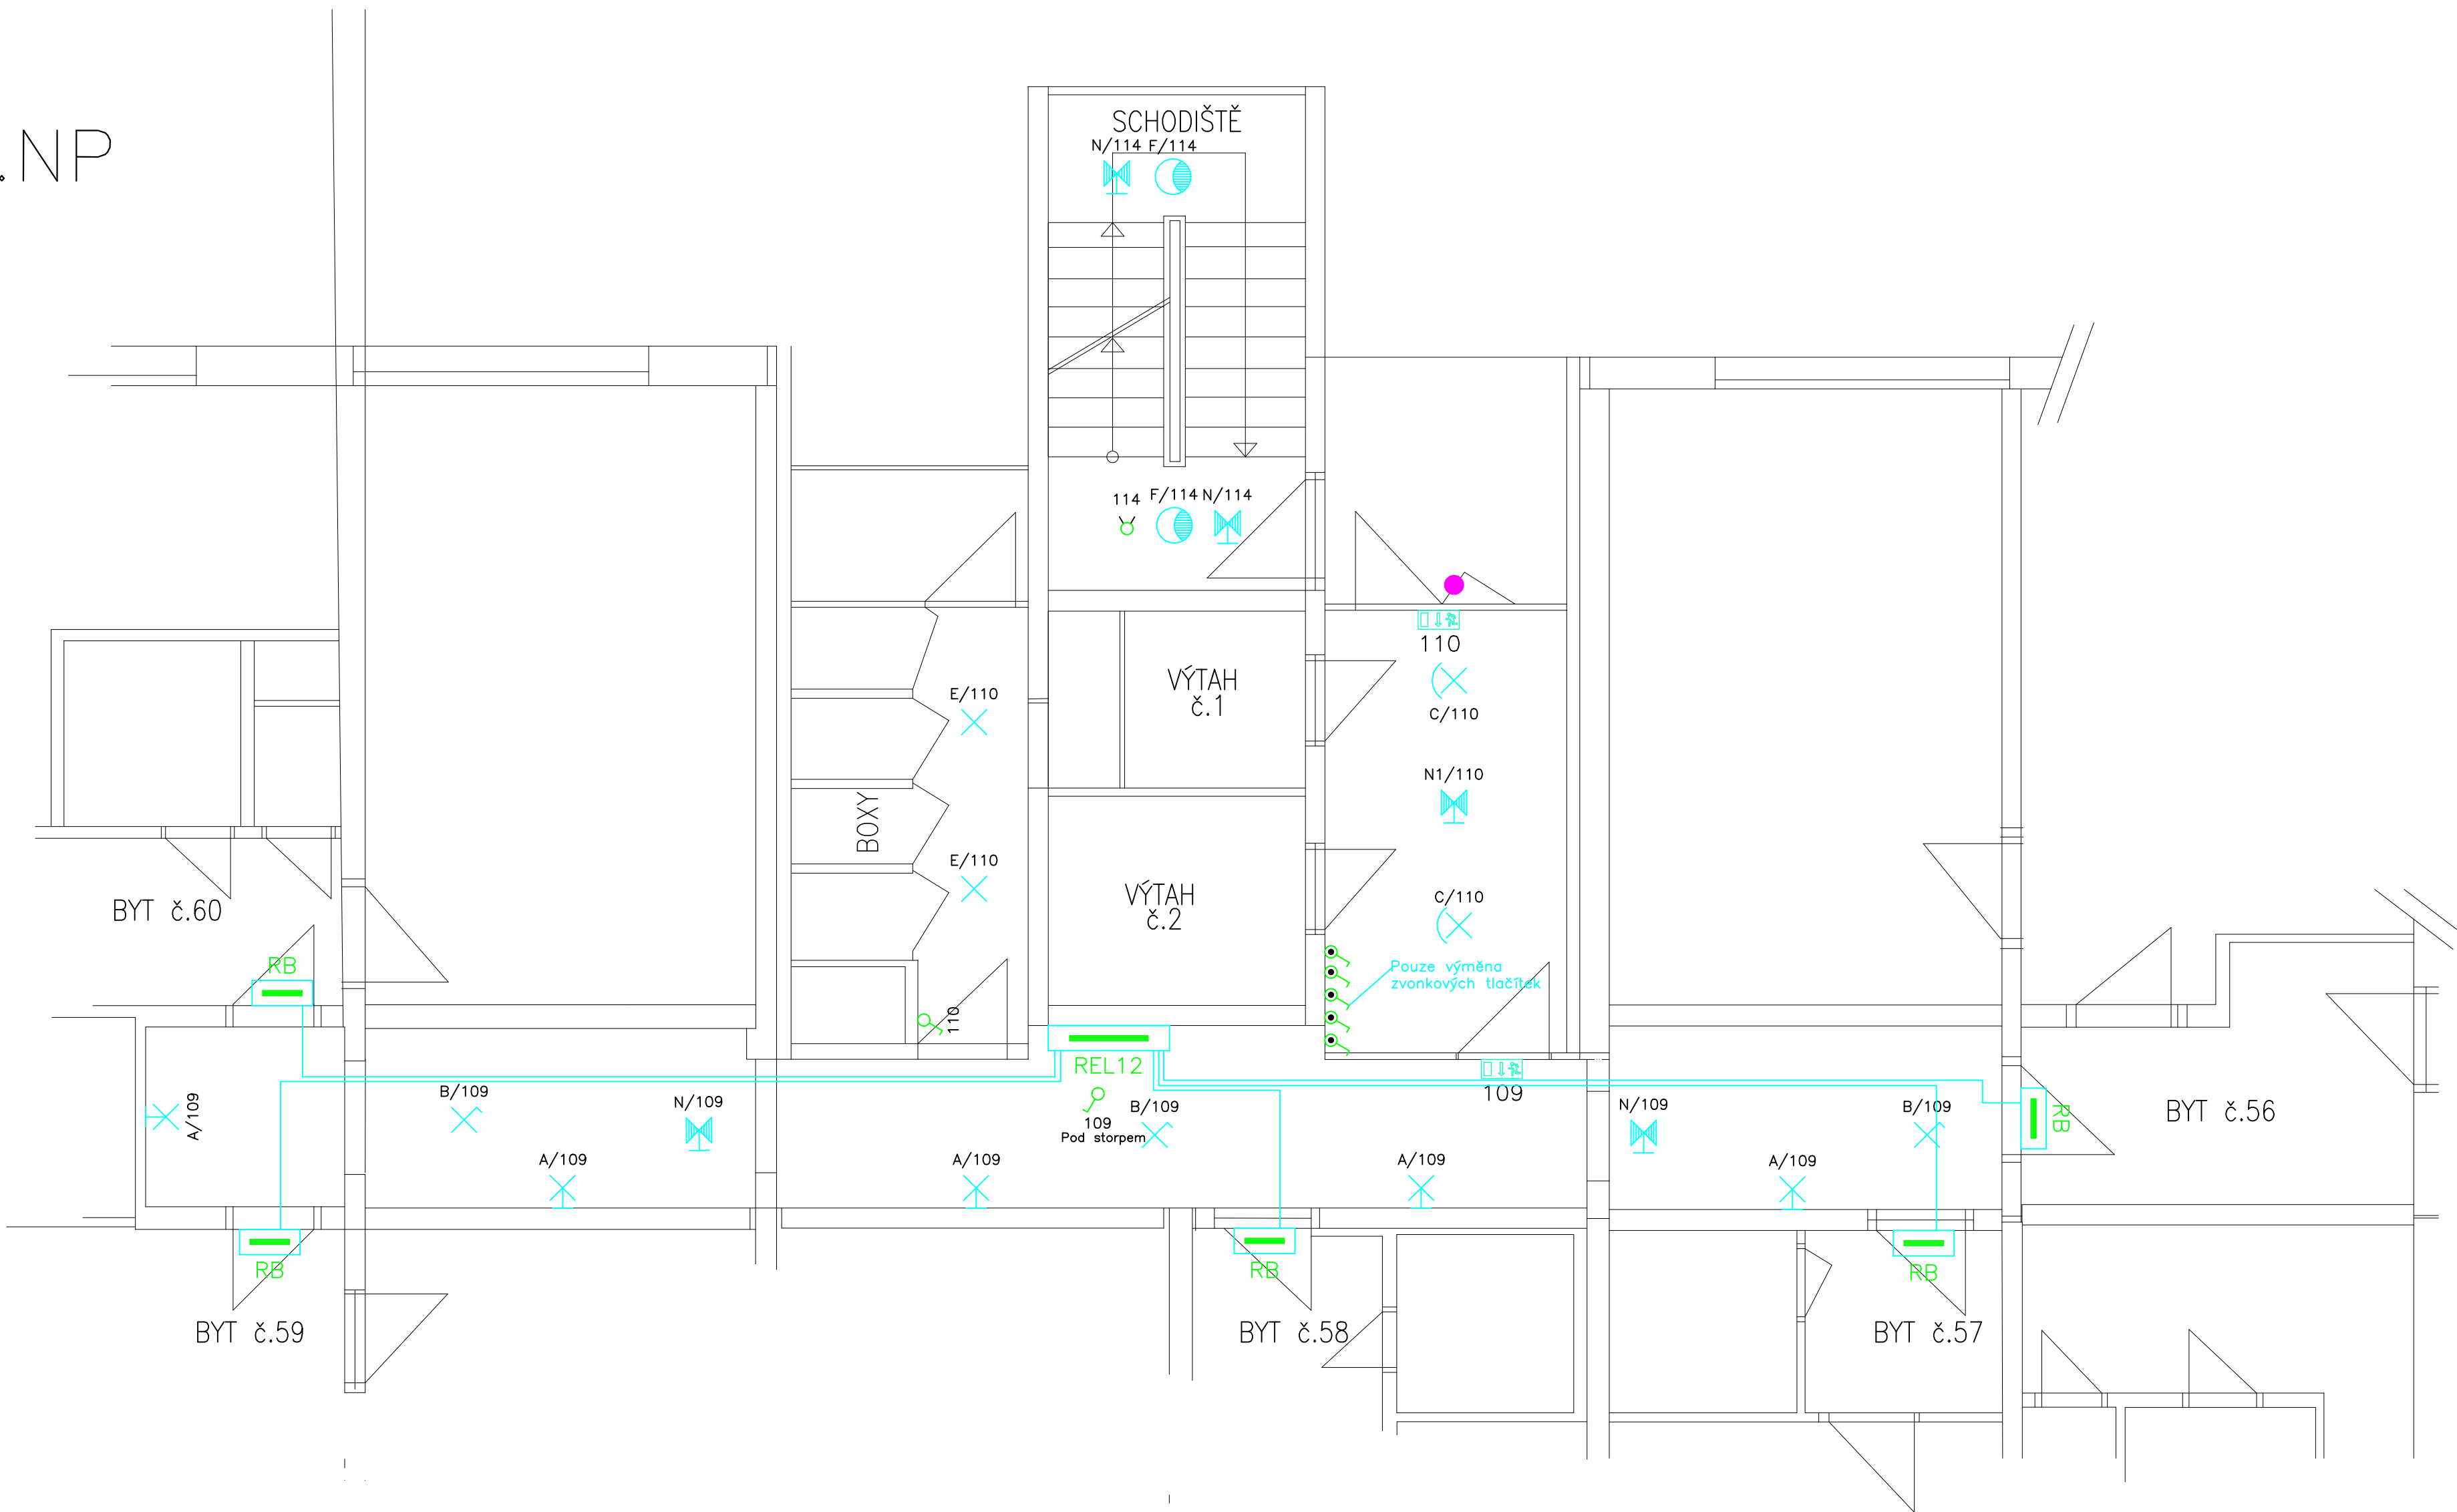 .NP
SCHODIŠTĚ
N/114 F/114
114 F/114 N/114
110
C/110
VÝTAH
č.1
E/110
N1/110
BOXY
E/110
VÝTAH
č.2
C/110
BYT č.60
RB
Pouze výměna
zvonkových tlačítek
110
REL12
109
A/109
B/109
N/109
109
Pod storpem
B/109
N/109
B/109
RB
BYT č.56
A/109
A/109
A/109
A/109
RB
RB
RB
BYT č.59
BYT č.58
BYT č.57